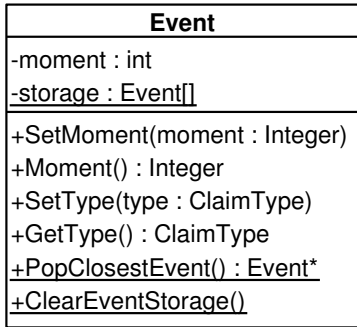 Event
-moment : int
-storage : Event[]
+SetMoment(moment : Integer)
+Moment() : Integer
+SetType(type : ClaimType)
+GetType() : ClaimType
+PopClosestEvent() : Event*
+ClearEventStorage()